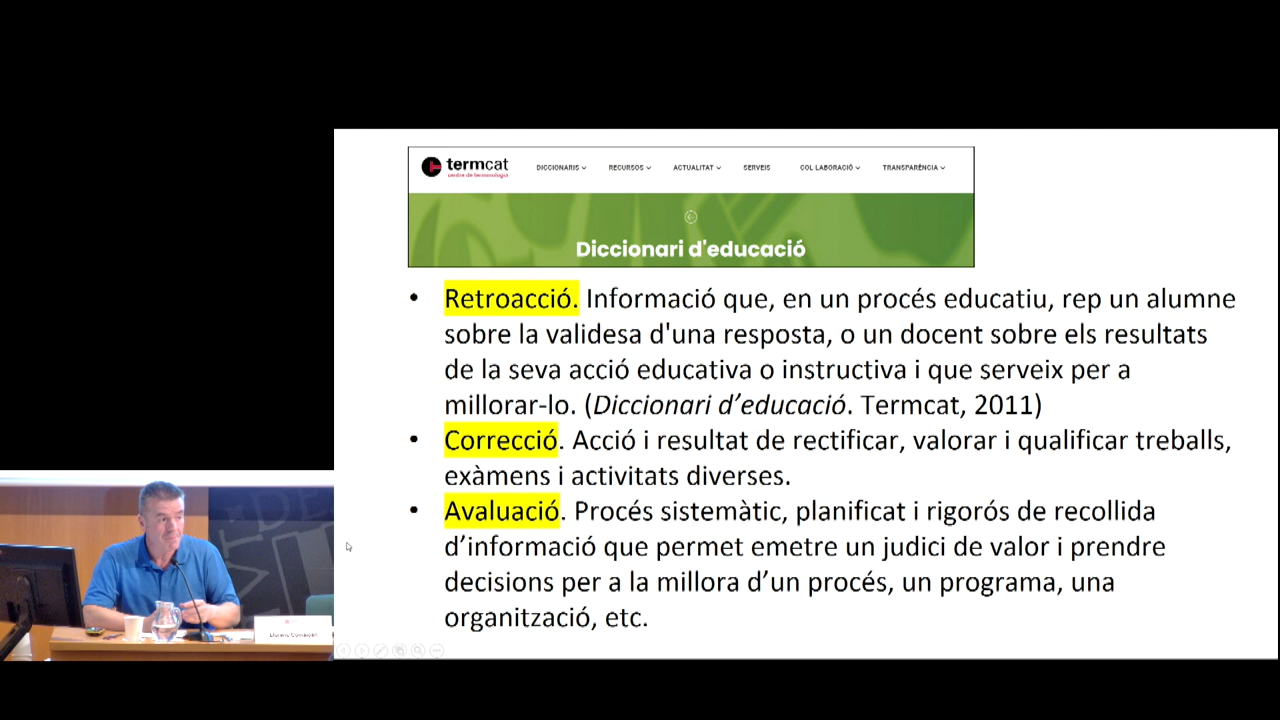 termcat
centre de terminologia
DICCIONARIS
RECURSOS
ACTUALITAT
SERVEIS
COL·LABORACIÓ
TRANSPARÈNCIA
Diccionari d'educació
• Retroacció. Informació que, en un procés educatiu, rep un alumne
sobre la validesa d'una resposta, o un docent sobre els resultats
de la seva acció educativa o instructiva i que serveix per a
millorar-lo. (Diccionari d’educació. Termcat, 2011)
• Correcció. Acció i resultat de rectificar, valorar i qualificar treballs,
exàmens i activitats diverses.
• Avaluació. Procés sistemàtic, planificat i rigorós de recollida
d’informació que permet emetre un judici de valor i prendre
decisions per a la millora d’un procés, un programa, una
organització, etc.